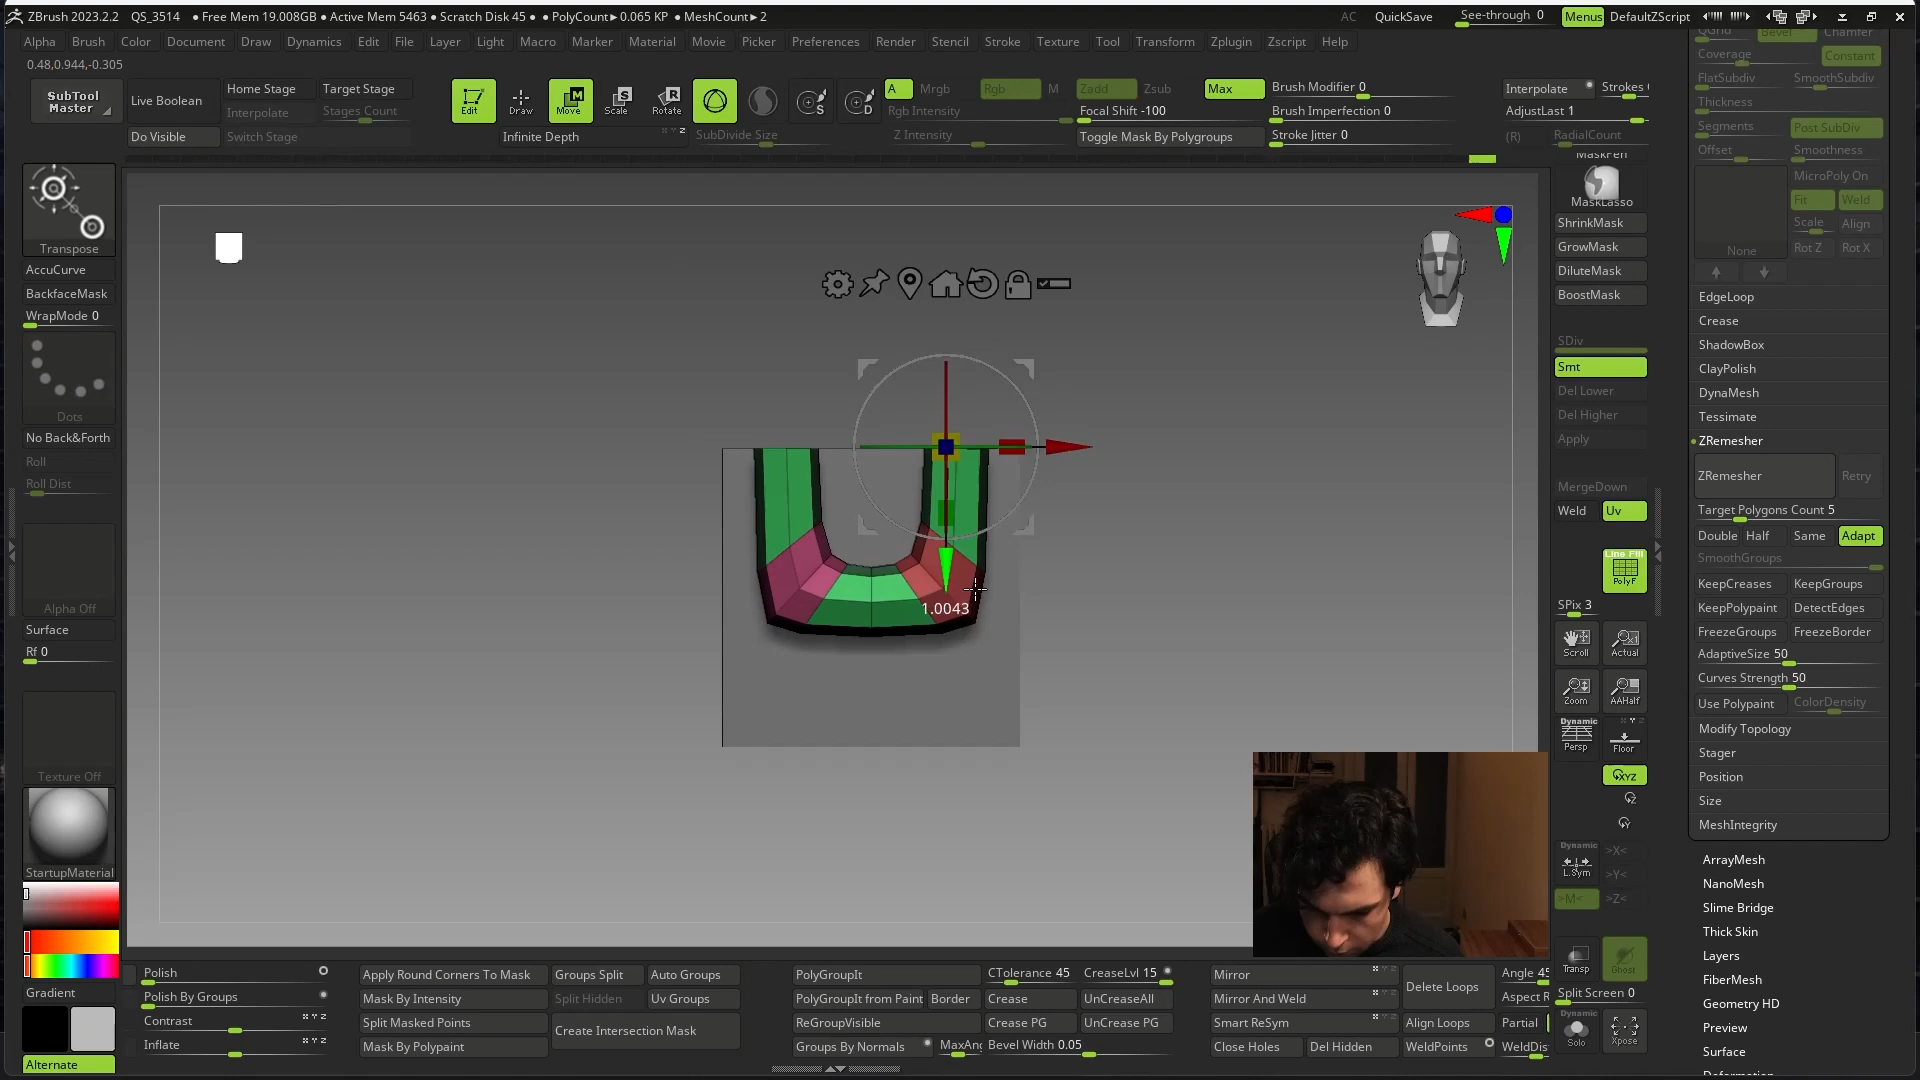 ZBrush 2023.2.2 QS_3514 ● Free Mem 19.008GB ● Active Mem 5463 ● Scratch Disk 45 ● ● PolyCount► 0.065 KP ● MeshCount► 2
AC QuickSave See-through 0 Menus DefaultZScript
Alpha Brush Color Document Draw Dynamics Edit File Layer Light Macro Marker Material Movie Picker Preferences Render Stencil Stroke Texture Tool Transform Zplugin Zscript Help
0.48,0.944,-0.305
SubTool Master
Live Boolean
Do Visible
Home Stage
Target Stage
Interpolate
Stages Count
Switch Stage
Edit
Draw
Move
Scale
Rotate
Infinite Depth
SubDivide Size
A
Mrgb
Rgb
M
Rgb Intensity
Z Intensity
Zadd
Zsub
Max
Focal Shift -100
Toggle Mask By Polygroups
Brush Modifier 0
Brush Imperfection 0
Stroke Jitter 0
Interpolate
Strokes
AdjustLast 1
(R)
RadialCount
Transpose
AccuCurve
BackfaceMask
WrapMode 0
Dots
No Back&Forth
Roll
Roll Dist
Alpha Off
Surface
Rf 0
Texture Off
StartupMaterial
Gradient
Alternate
1.0043
MaskPen
MaskLasso
ShrinkMask
GrowMask
DiluteMask
BoostMask
SDiv
Smt
Del Lower
Del Higher
Apply
MergeDown
Weld
Uv
Line Fill
PolyF
SPix 3
Scroll
Actual
Zoom
AAHalf
Dynamic
Persp
Floor
XYZ
Dynamic
L.Sym
>X<
>Y<
>M<
>Z<
Transp
Ghost
Split Screen 0
Dynamic
Solo
Xpose
QGrid
Bevel
Chamfer
Coverage
Constant
FlatSubdiv
SmoothSubdiv
Thickness
Segments
Post SubDiv
Offset
Smoothness
MicroPoly On
Fit
Weld
Scale
Align
None
Rot Z
Rot X
EdgeLoop
Crease
ShadowBox
ClayPolish
DynaMesh
Tessimate
ZRemesher
ZRemesher
Retry
Target Polygons Count 5
Double
Half
Same
Adapt
SmoothGroups
KeepCreases
KeepGroups
KeepPolypaint
DetectEdges
FreezeGroups
FreezeBorder
AdaptiveSize 50
Curves Strength 50
Use Polypaint
ColorDensity
Modify Topology
Stager
Position
Size
MeshIntegrity
ArrayMesh
NanoMesh
Slime Bridge
Thick Skin
Layers
FiberMesh
Geometry HD
Preview
Surface
Polish
Polish By Groups
Contrast
Inflate
Apply Round Corners To Mask
Mask By Intensity
Split Masked Points
Mask By Polypaint
Groups Split
Auto Groups
Split Hidden
Uv Groups
Create Intersection Mask
PolyGroupIt
PolyGroupIt from Paint
Border
ReGroupVisible
Groups By Normals
MaxAng
CTolerance 45
CreaseLvl 15
Crease
UnCreaseAll
Crease PG
UnCrease PG
Bevel Width 0.05
Mirror
Mirror And Weld
Smart ReSym
Close Holes
Del Hidden
Delete Loops
Align Loops
WeldPoints
Angle 45
Aspect R
Partial
WeldDis